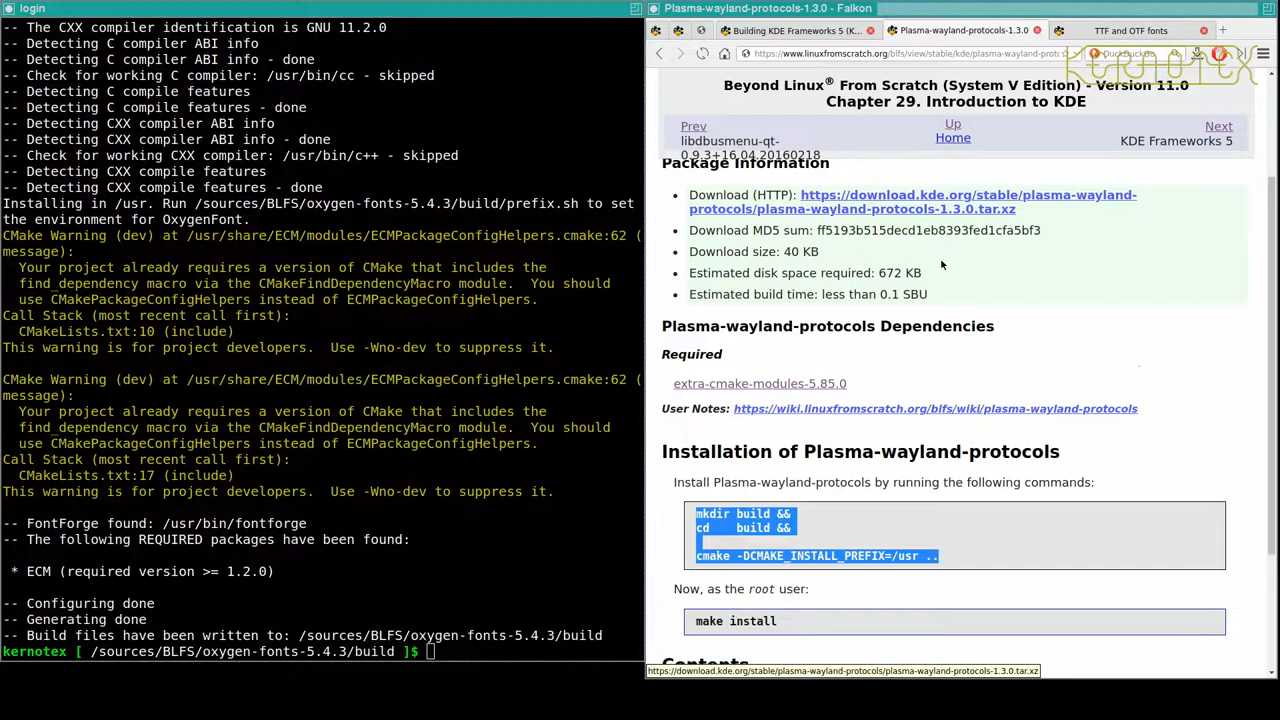 login
-- The CXX compiler identification is GNU 11.2.0
-- Detecting C compiler ABI info
-- Detecting C compiler ABI info - done
-- Check for working C compiler: /usr/bin/cc - skipped
-- Detecting C compile features
-- Detecting C compile features - done
-- Detecting CXX compiler ABI info
-- Detecting CXX compiler ABI info - done
-- Check for working CXX compiler: /usr/bin/c++ - skipped
-- Detecting CXX compile features
-- Detecting CXX compile features - done
Installing in /usr. Run /sources/BLFS/oxygen-fonts-5.4.3/build/prefix.sh to set
the environment for OxygenFont.
CMake Warning (dev) at /usr/share/ECM/modules/ECMPackageConfigHelpers.cmake:62 (
message):
Your project already requires a version of CMake that includes the
find_dependency macro via the CMakeFindDependencyMacro module.  You should
use CMakePackageConfigHelpers instead of ECMPackageConfigHelpers.
Call Stack (most recent call first):
CMakeLists.txt:10 (include)
This warning is for project developers.  Use -Wno-dev to suppress it.
CMake Warning (dev) at /usr/share/ECM/modules/ECMPackageConfigHelpers.cmake:62 (
message):
Your project already requires a version of CMake that includes the
find_dependency macro via the CMakeFindDependencyMacro module.  You should
use CMakePackageConfigHelpers instead of ECMPackageConfigHelpers.
Call Stack (most recent call first):
CMakeLists.txt:17 (include)
This warning is for project developers.  Use -Wno-dev to suppress it.
-- FontForge found: /usr/bin/fontforge
-- The following REQUIRED packages have been found:
* ECM (required version >= 1.2.0)
-- Configuring done
-- Generating done
-- Build files have been written to: /sources/BLFS/oxygen-fonts-5.4.3/build
kernotex [ /sources/BLFS/oxygen-fonts-5.4.3/build ]$
Plasma-wayland-protocols-1.3.0 - Falkon
Building KDE Frameworks 5 (K... Plasma-wayland-protocols-1.3.0 TTF and OTF fonts
https://www.linuxfromscratch.org/blfs/view/stable/kde/plasma-wayland-prot DuckDuckGo
KERNOTEX
Beyond Linux® From Scratch (System V Edition) - Version 11.0
Chapter 29. Introduction to KDE
Prev Up Next
libdbusmenu-qt- Home KDE Frameworks 5
0.9.3+16.04.20160218
Package Information
• Download (HTTP): https://download.kde.org/stable/plasma-wayland-
protocols/plasma-wayland-protocols-1.3.0.tar.xz
• Download MD5 sum: ff5193b515decd1eb8393fed1cfa5bf3
• Download size: 40 KB
• Estimated disk space required: 672 KB
• Estimated build time: less than 0.1 SBU
Plasma-wayland-protocols Dependencies
Required
extra-cmake-modules-5.85.0
User Notes: https://wiki.linuxfromscratch.org/blfs/wiki/plasma-wayland-protocols
Installation of Plasma-wayland-protocols
Install Plasma-wayland-protocols by running the following commands:
mkdir build &&
cd    build &&
cmake -DCMAKE_INSTALL_PREFIX=/usr ..
Now, as the root user:
make install
Contents
https://download.kde.org/stable/plasma-wayland-protocols/plasma-wayland-protocols-1.3.0.tar.xz